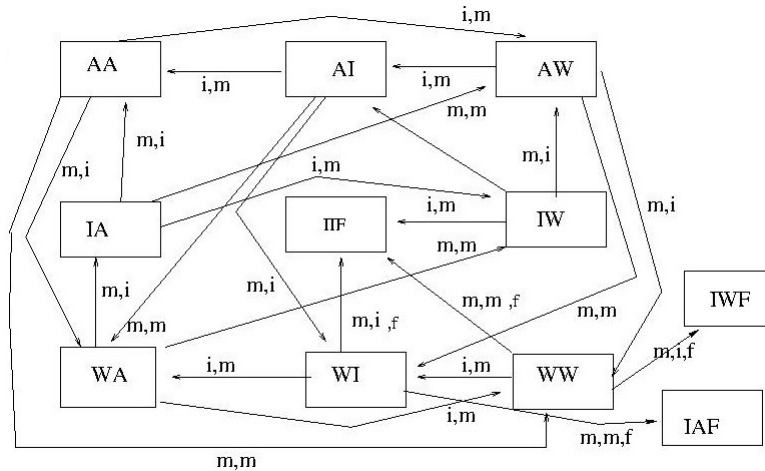 i,m
AA
AI
AW
i,m
i,m
m,m
m,i
m,i
m,i
i,m
m,i
IA
IIF
i,m
IW
m,m
m,i
m,i
m,i ,f
m,m ,f
IWF
m,m
m,m
WA
i,m
WI
i,m
WW
m,i,f
i,m
IAF
m,m,f
m,m